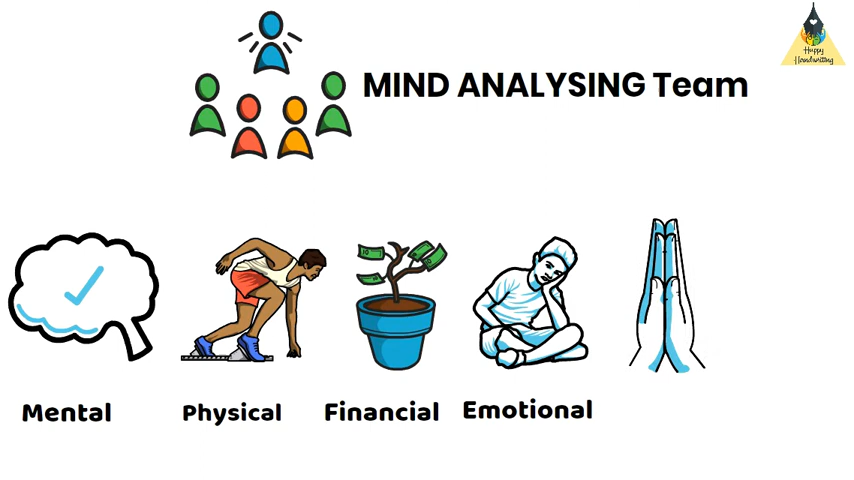 MIND ANALYSING Team
Happy
Handwriting
Mental
Physical
Financial
Emotional